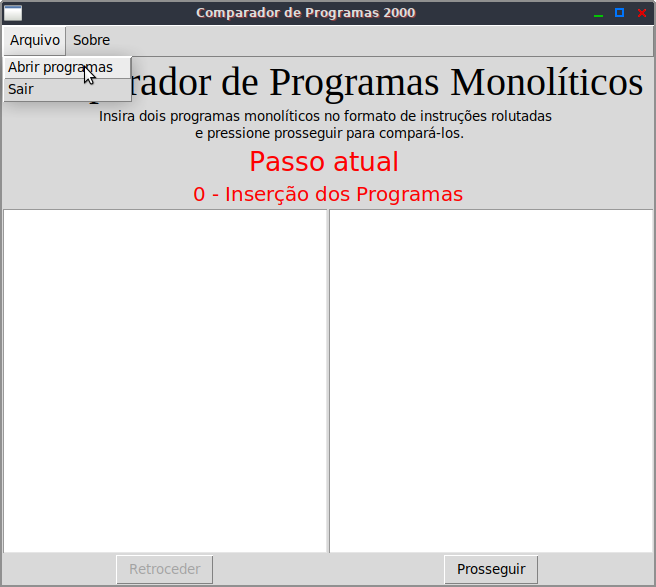 Comparador de Programas 2000
Arquivo Sobre
Abrir programas
Sair
rador de Programas Monolíticos
Insira dois programas monolíticos no formato de instruções rolutadas
e pressione prosseguir para compará-los.
Passo atual
0 - Inserção dos Programas
Retroceder Prosseguir